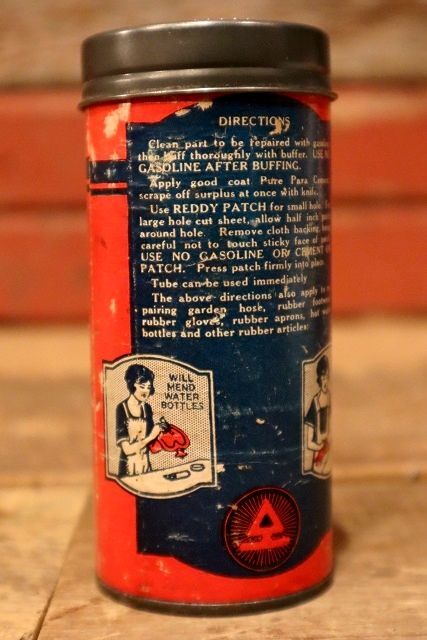 DIRECTIONS
Clean part to be repaired with
then buff thoroughly with buffer. USE NO
GASOLINE AFTER BUFFING.
Apply good coat Pure Para Cement
scrape off surplus at once with knife.
Use REDDY PATCH for small hole. For
large hole cut sheet, allow half inch
around hole. Remove cloth backing,
careful not to touch sticky face of
USE NO GASOLINE OR CEMENT
PATCH. Press patch firmly into place
Tube can be used immediately
The above directions also apply to
pairing garden hose, rubber
rubber gloves, rubber aprons, hot
bottles and other rubber articles.
WILL
MEND
WATER
BOTTLES